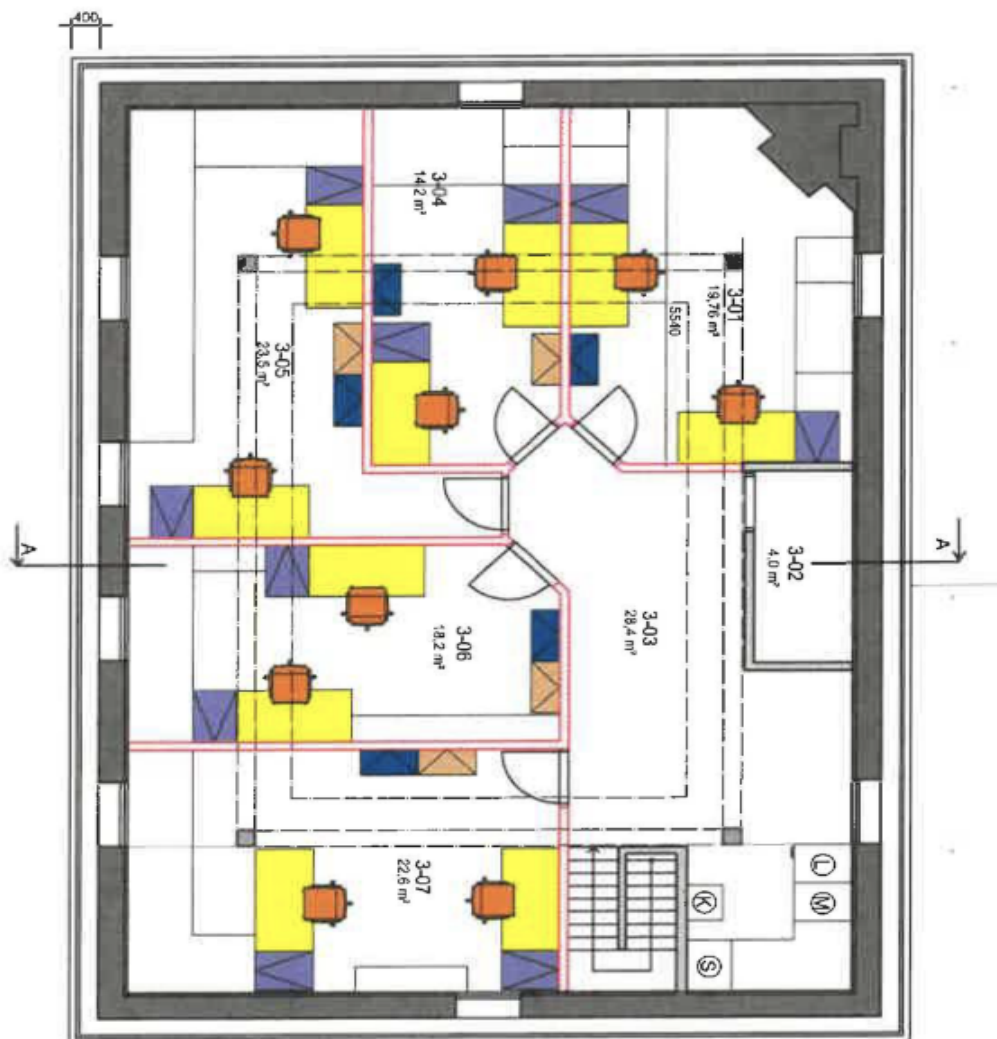 400
3-04
14,2 m²
3-01
19,76 m²
5540
3-05
23,5 m²
A
A
3-02
4,0 m²
3-03
28,4 m²
3-06
18,2 m²
3-07
22,6 m²
L
M
K
S